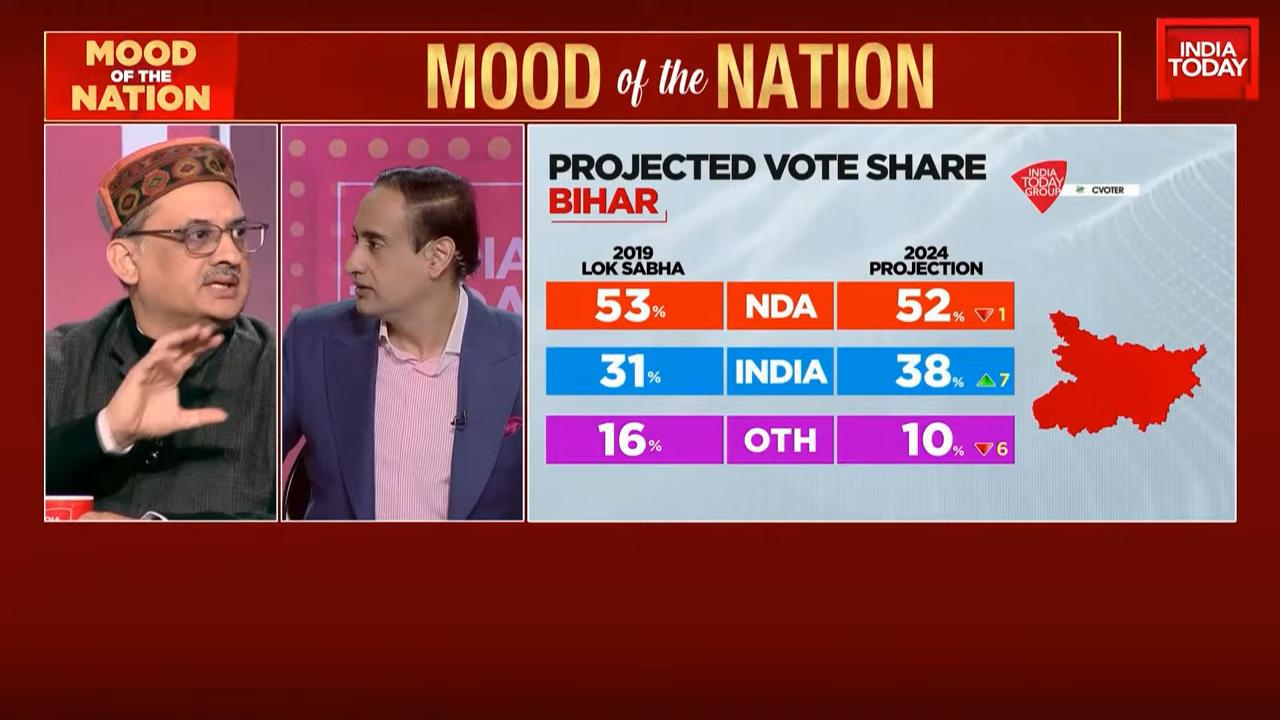 MOOD
OF THE
NATION
MOOD of the NATION
INDIA
TODAY
PROJECTED VOTE SHARE
BIHAR
INDIA
TODAY
GROUP
CVOTER
2019
LOK SABHA
2024
PROJECTION
53% NDA 52% 1
31% INDIA 38% 7
16% OTH 10% 6